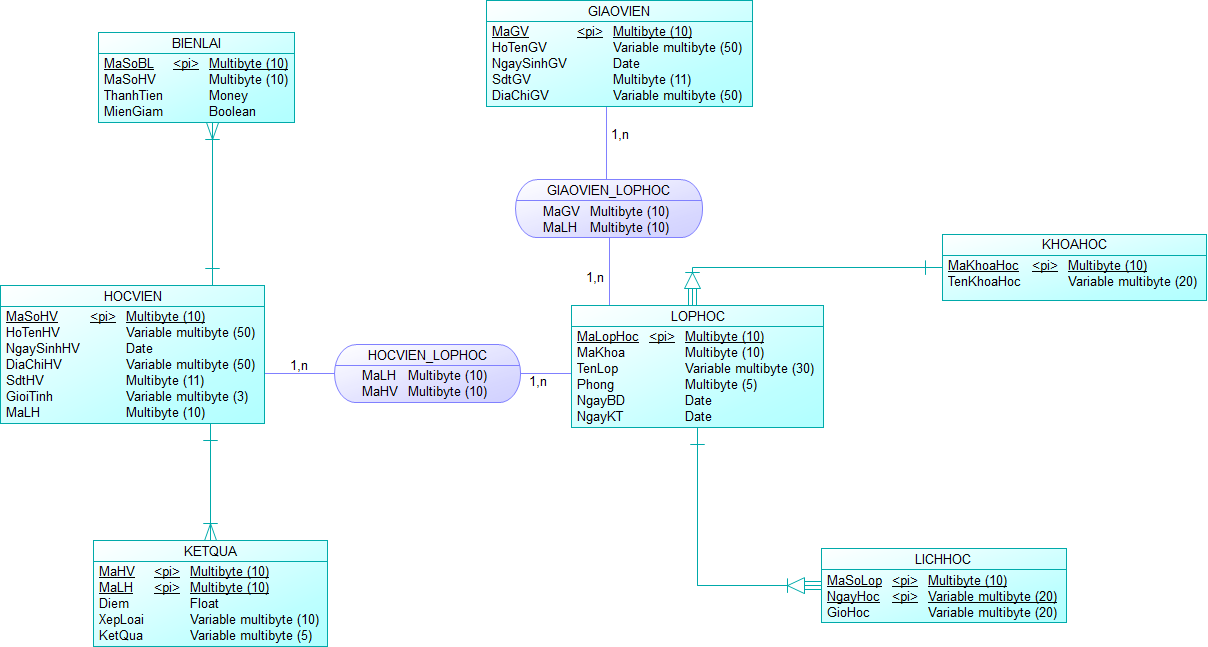 GIAOVIEN
MaGV <pi> Multibyte (10)
HoTenGV Variable multibyte (50)
NgaySinhGV Date
SdtGV Multibyte (11)
DiaChiGV Variable multibyte (50)
BIENLAI
MaSoBL <pi> Multibyte (10)
MaSoHV Multibyte (10)
ThanhTien Money
MienGiam Boolean
1,n
GIAOVIEN_LOPHOC
MaGV Multibyte (10)
MaLH Multibyte (10)
1,n
KHOAHOC
MaKhoaHoc <pi> Multibyte (10)
TenKhoaHoc Variable multibyte (20)
HOCVIEN
MaSoHV <pi> Multibyte (10)
HoTenHV Variable multibyte (50)
NgaySinhHV Date
DiaChiHV Variable multibyte (50)
SdtHV Multibyte (11)
GioiTinh Variable multibyte (3)
MaLH Multibyte (10)
1,n
HOCVIEN_LOPHOC
MaLH Multibyte (10)
MaHV Multibyte (10)
1,n
LOPHOC
MaLopHoc <pi> Multibyte (10)
MaKhoa Multibyte (10)
TenLop Variable multibyte (30)
Phong Multibyte (5)
NgayBD Date
NgayKT Date
KETQUA
MaHV <pi> Multibyte (10)
MaLH <pi> Multibyte (10)
Diem Float
XepLoai Variable multibyte (10)
KetQua Variable multibyte (5)
LICHHOC
MaSoLop <pi> Multibyte (10)
NgayHoc <pi> Variable multibyte (20)
GioHoc Variable multibyte (20)